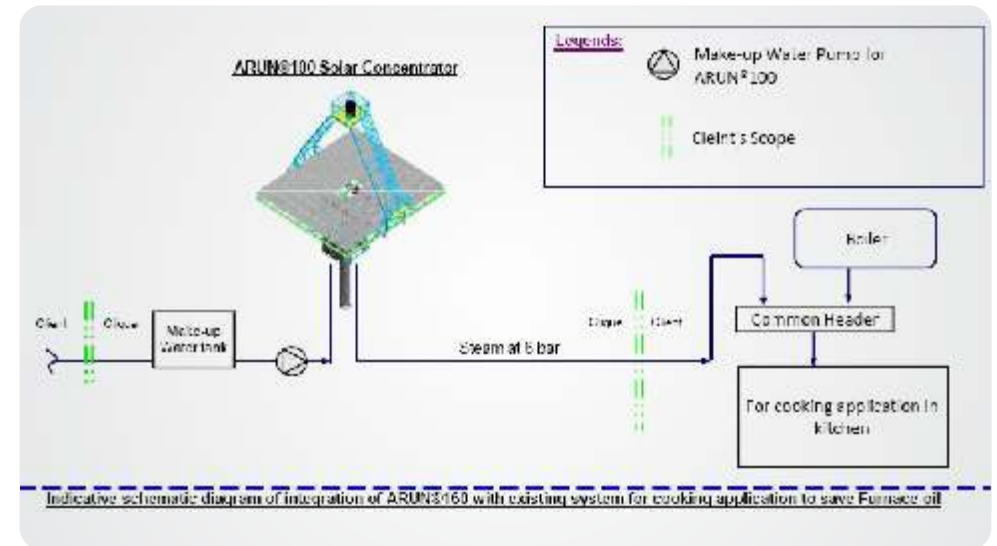 Legends:
Make-up Water Pump for
ARUN®100
Cleint's Scope
ARUN®100 Solar Concentrator
Boiler
Client
Clique
Make-up
Water tank
Steam at 6 bar
Clique
Client
Common Header
For cooking application in
kitchen
Indicative schematic diagram of integration of ARUN®160 with existing system for cooking application to save Furnace oil